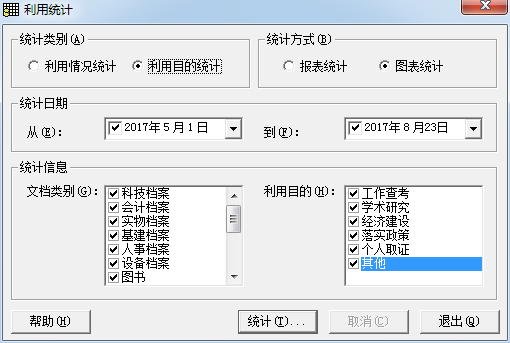 利用统计
统计类别(A)
利用情况统计 利用目的统计
统计方式(B)
报表统计 图表统计
统计日期
从(E): 2017年 5月 1日 到(F): 2017年 8月23日
统计信息
文档类别(G):
科技档案
会计档案
实物档案
基建档案
人事档案
设备档案
图书
利用目的(H):
工作查考
学术研究
经济建设
落实政策
个人取证
其他
帮助(H) 统计(T)... 取消(C) 退出(Q)